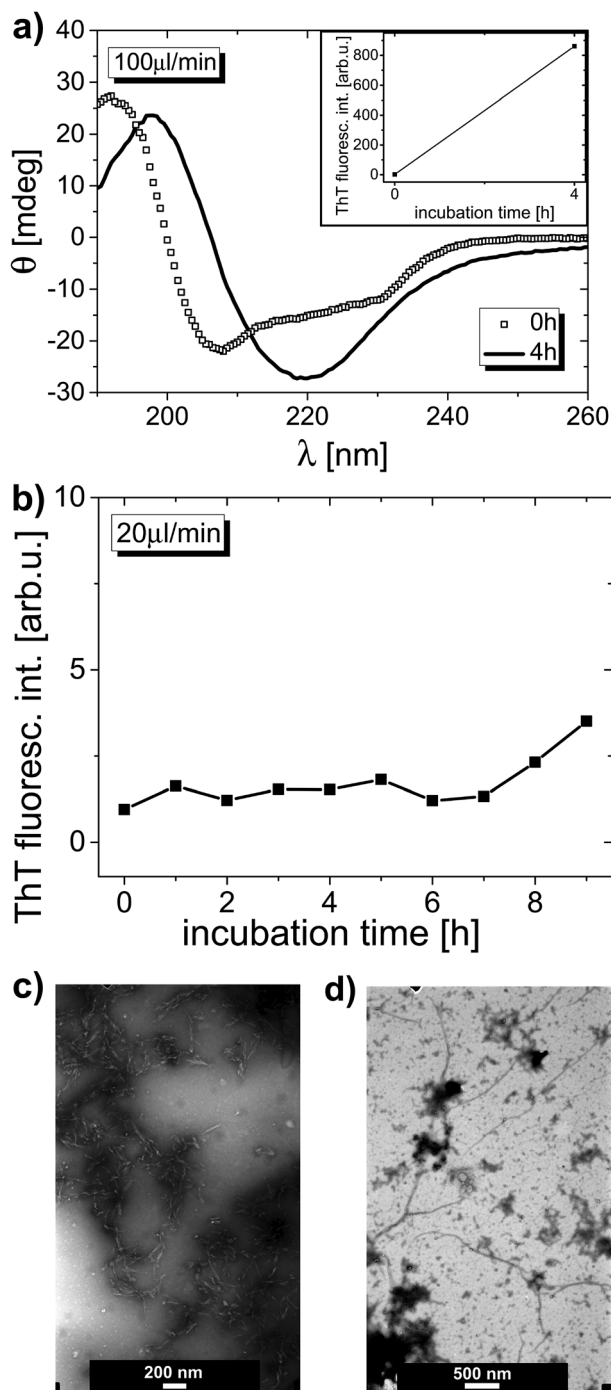 a)
100μl/min
θ [mdeg]
30
20
10
0
-10
-20
-30
200
220
240
260
λ [nm]
ThT fluoresc. int. [arb.u.]
800
600
400
200
0
0
4
incubation time [h]
0h
4h
b)
20μl/min
ThT fluoresc. int. [arb.u.]
10
5
0
0
2
4
6
8
incubation time [h]
c)
200 nm
d)
500 nm